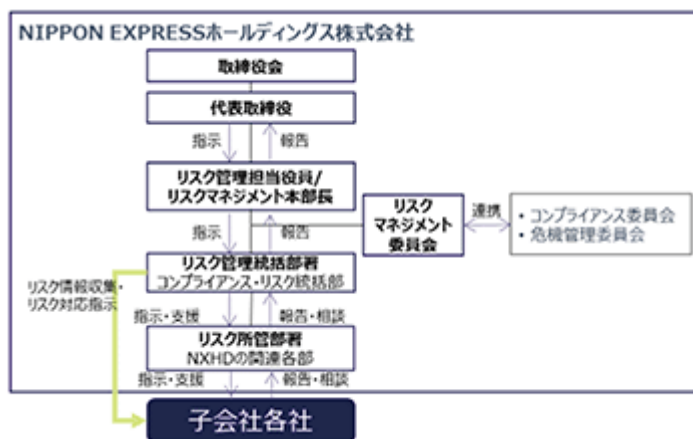 NIPPON EXPRESSホールディングス株式会社
取締役会
代表取締役
指示
報告
リスク管理担当役員/
リスクマネジメント本部長
リスク
マネジメント
委員会
連携
• コンプライアンス委員会
• 危機管理委員会
指示
報告
リスク管理統括部署
コンプライアンス・リスク統括部
リスク情報収集・
リスク対応指示
指示・支援
報告・相談
リスク所管部署
NXHDの関連各部
指示・支援
報告・相談
子会社各社